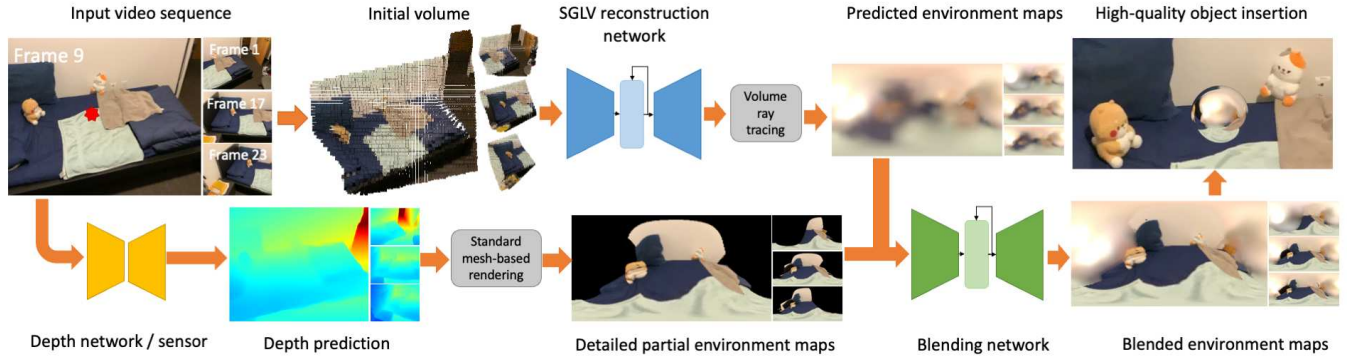 Input video sequence
Initial volume
SGLV reconstruction
network
Predicted environment maps
High-quality object insertion
Frame 9
Frame 1
Frame 17
Frame 23
Volume
ray
tracing
Standard
mesh-based
rendering
Depth network / sensor
Depth prediction
Detailed partial environment maps
Blending network
Blended environment maps